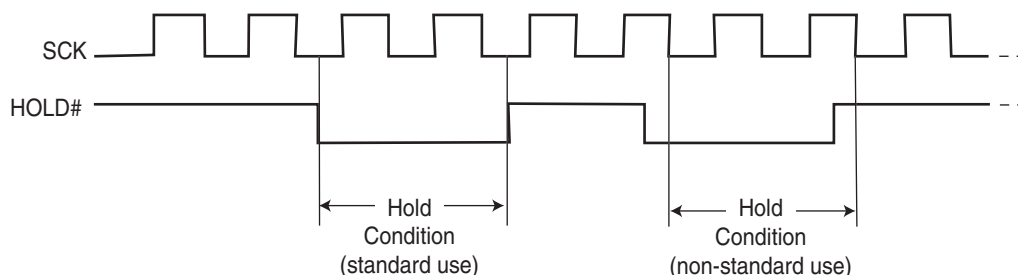 SCK
HOLD#
Hold
Condition
(standard use)
Hold
Condition
(non-standard use)